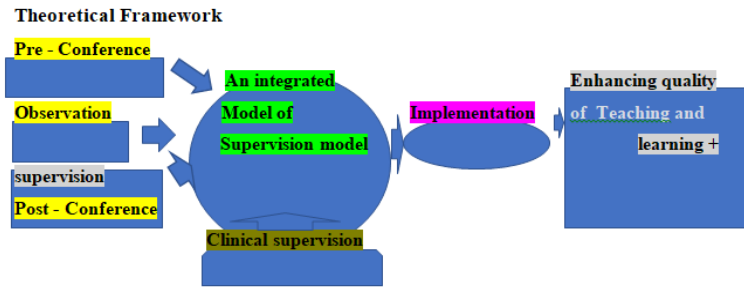 Theoretical Framework
Pre - Conference
Observation
supervision
Post - Conference
An integrated
Model of
Supervision model
Clinical supervision
Implementation
Enhancing quality
of Teaching and
learning +